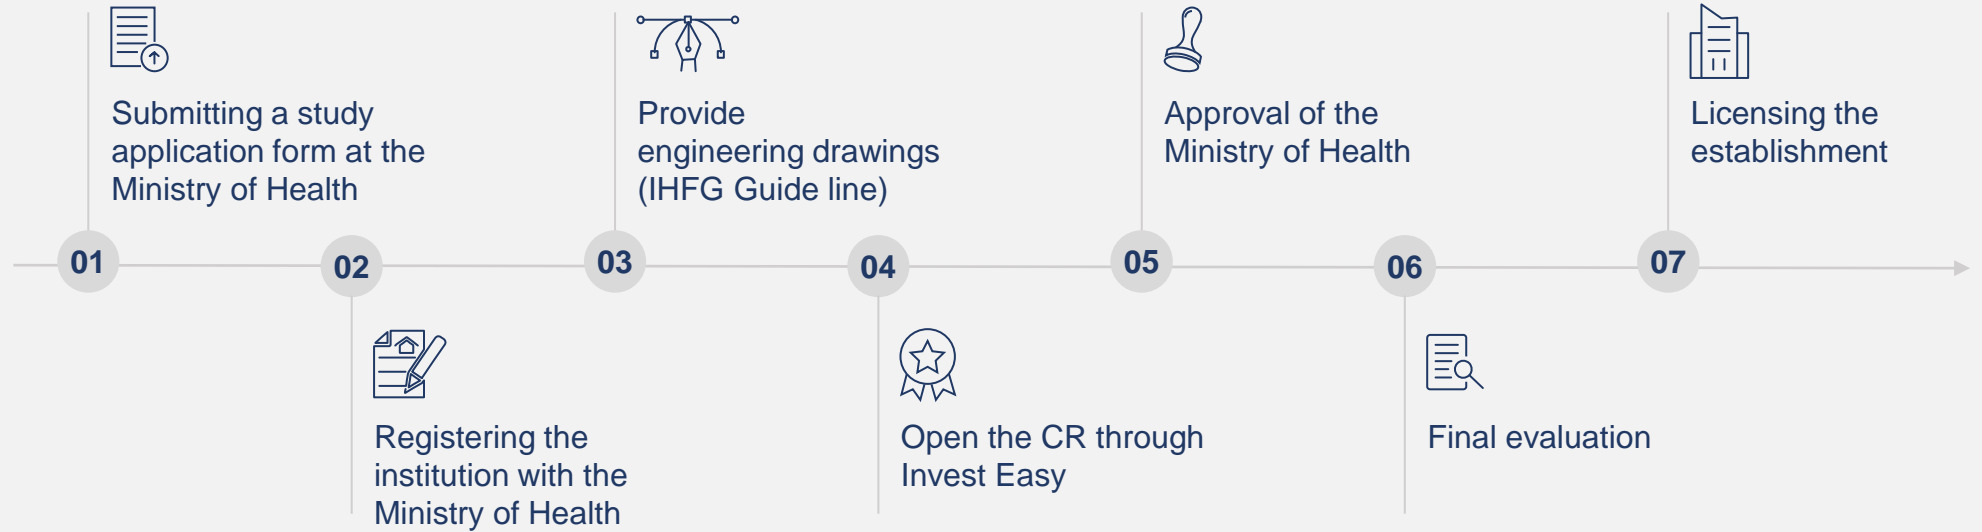 01
Submitting a study
application form at the
Ministry of Health
02
Registering the
institution with the
Ministry of Health
03
Provide
engineering drawings
(IHFG Guide line)
04
Open the CR through
Invest Easy
05
Approval of the
Ministry of Health
06
Final evaluation
07
Licensing the
establishment